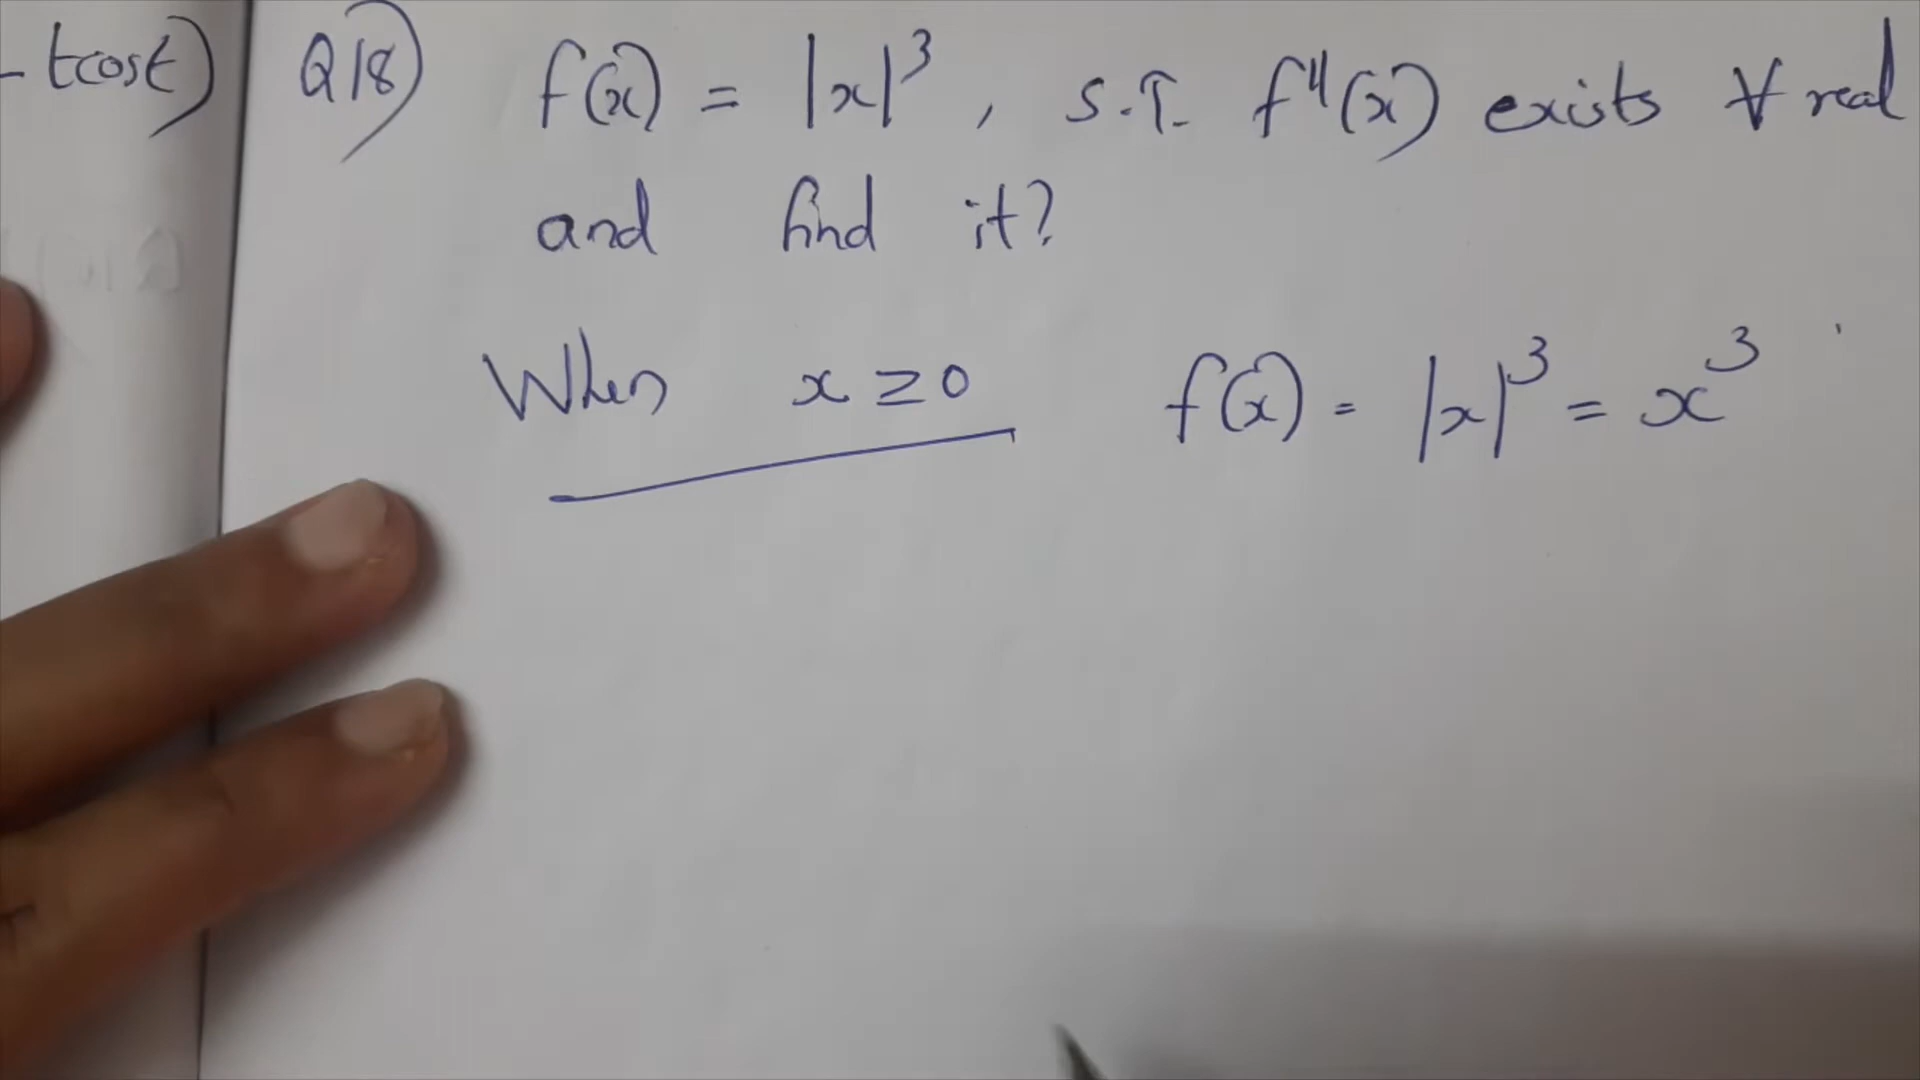 - tcost)
Q18) f(x) = |x|³, S.T. f"(x) exists ∀ real
and find it?
When x ≥ 0 f(x) = |x|³ = x³